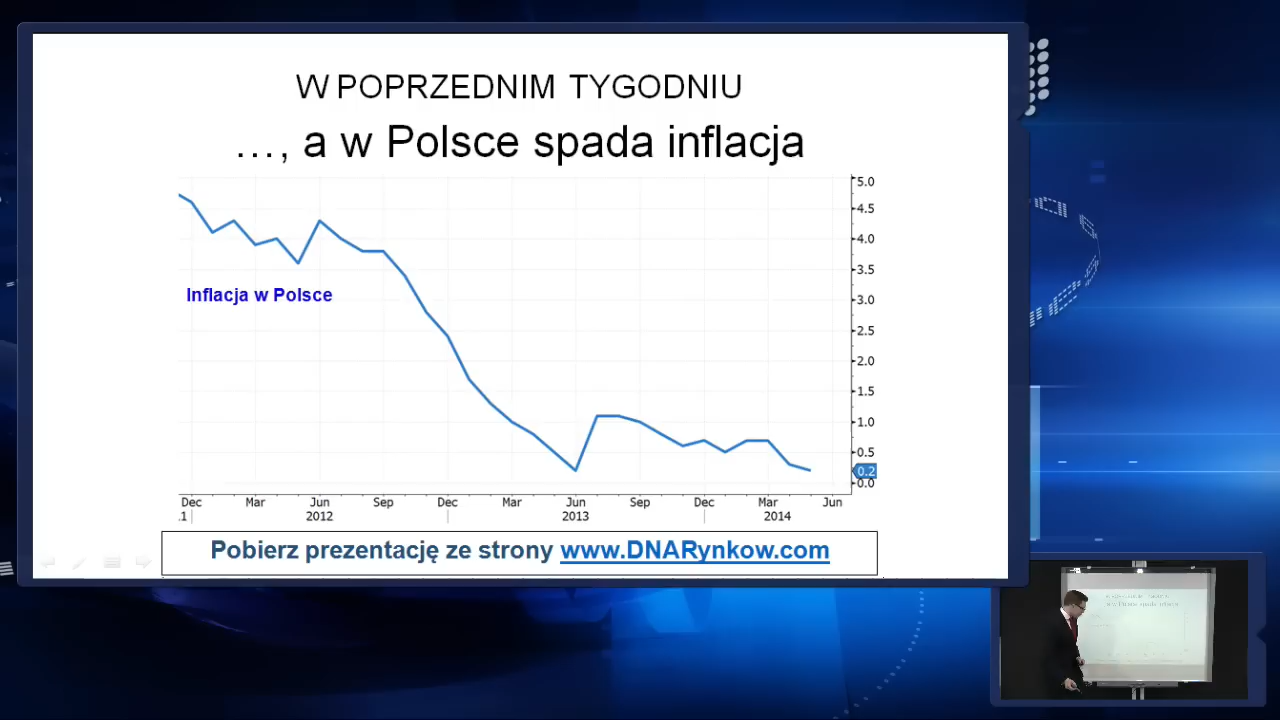 W POPRZEDNIM TYGODNIU
…, a w Polsce spada inflacja
5.0
4.5
4.0
Inflacja w Polsce
3.5
3.0
2.5
2.0
1.5
1.0
0.5
0.2
0.0
Dec Mar Jun Sep Dec Mar Jun Sep Dec Mar Jun
.1 2012 2013 2014
Pobierz prezentację ze strony www.DNARynkow.com